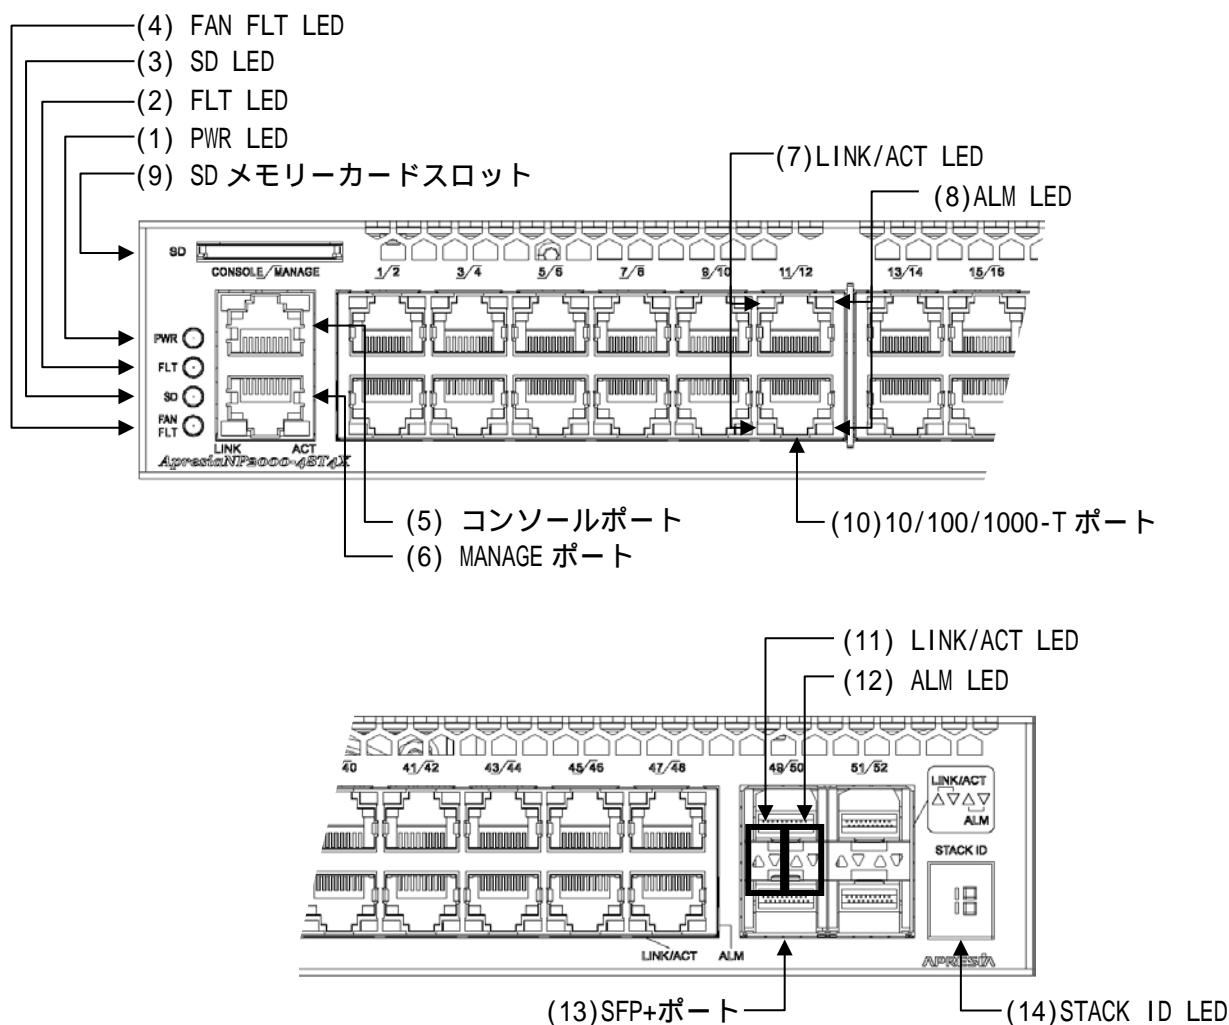 (4) FAN FLT LED
(3) SD LED
(2) FLT LED
(1) PWR LED
(9) SD メモリーカードスロット
(7)LINK/ACT LED
(8)ALM LED
SD
CONSOLE/MANAGE
1/2
3/4
5/6
7/8
9/10
11/12
13/14
15/16
PWR
FLT
SD
FAN
FLT
LINK
ACT
ApresiaNP2000-48T4X
(5) コンソールポート
(6) MANAGE ポート
(10)10/100/1000-T ポート
(11) LINK/ACT LED
(12) ALM LED
40
41/42
43/44
45/46
47/48
49/50
51/52
LINK/ACT
ALM
STACK ID
LINK/ACT
ALM
APRESIA
(13)SFP+ポート
(14)STACK ID LED